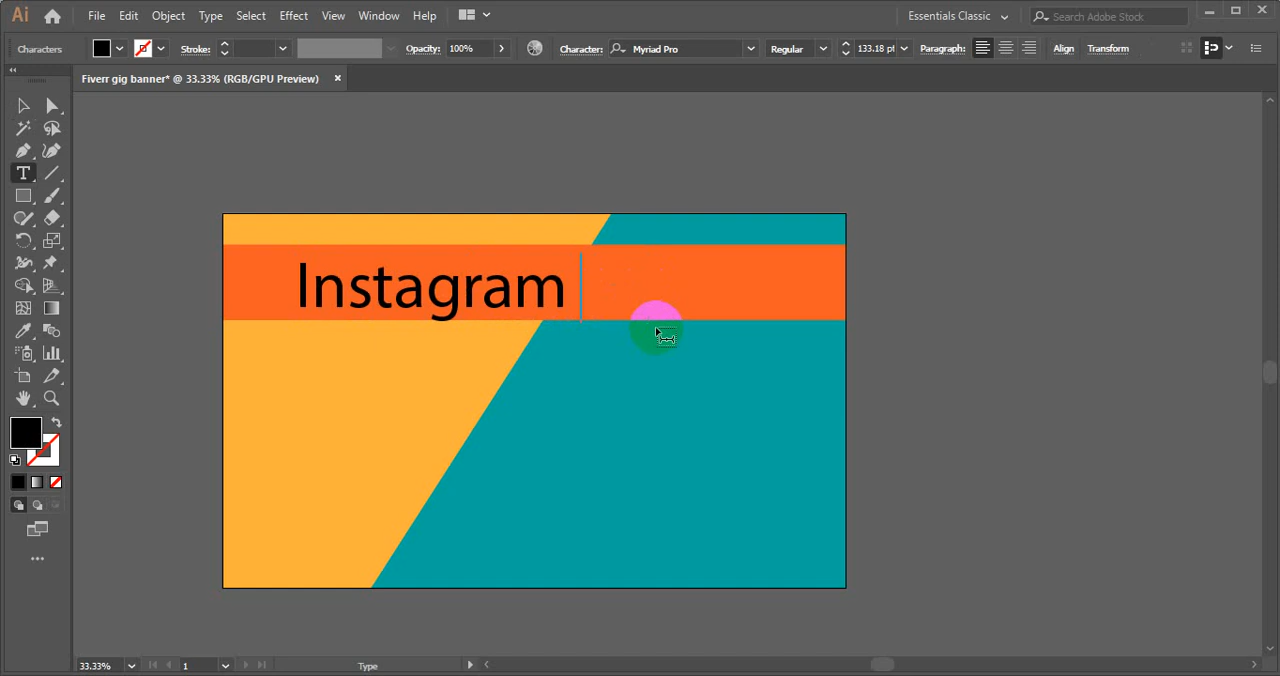 Ai File Edit Object Type Select Effect View Window Help Essentials Classic Search Adobe Stock
Characters Stroke: Opacity: 100% Character: Myriad Pro Regular 133.18 pt Paragraph: Align Transform
Fiverr gig banner* @ 33.33% (RGB/GPU Preview)
Instagram
33.33% 1 Type